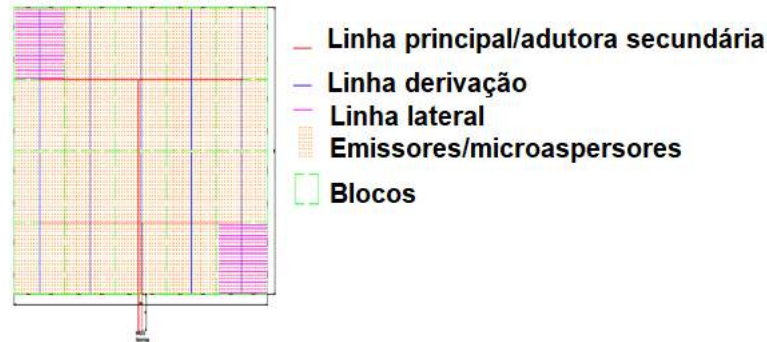 Linha principal/adutora secundária
Linha derivação
Linha lateral
Emissores/microaspersores
Blocos